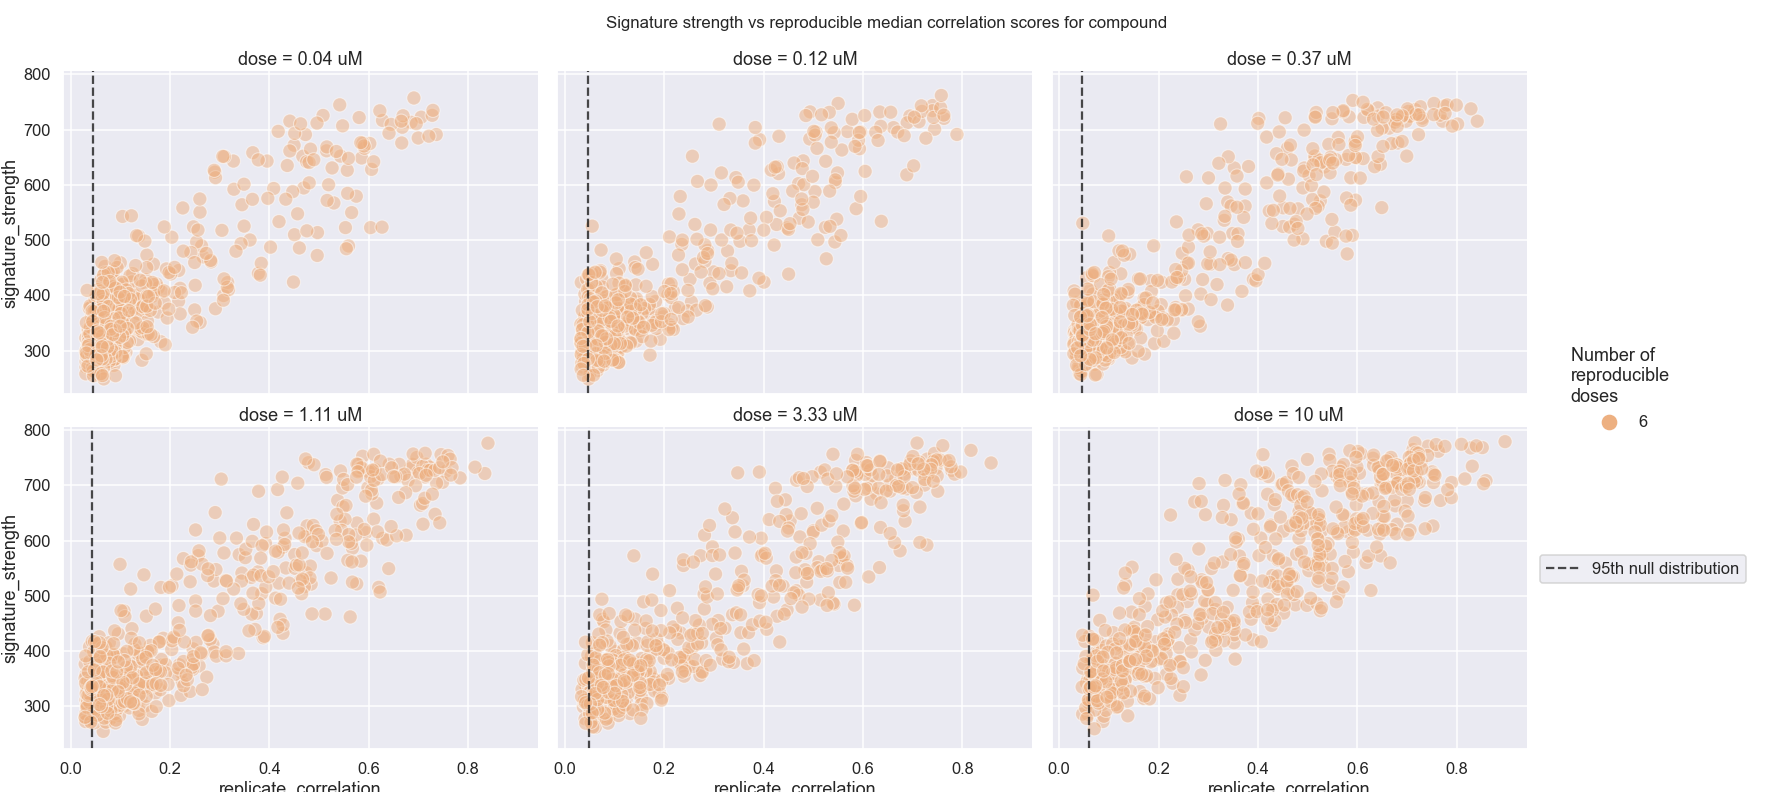 Signature strength vs reproducible median correlation scores for compound
dose = 0.04 uM
dose = 0.12 uM
dose = 0.37 uM
signature_strength
800
700
600
500
400
300
dose = 1.11 uM
dose = 3.33 uM
dose = 10 uM
signature_strength
800
700
600
500
400
300
0.0 0.2 0.4 0.6 0.8
0.0 0.2 0.4 0.6 0.8
0.0 0.2 0.4 0.6 0.8
replicate_correlation
replicate_correlation
replicate_correlation
Number of
reproducible
doses
6
95th null distribution